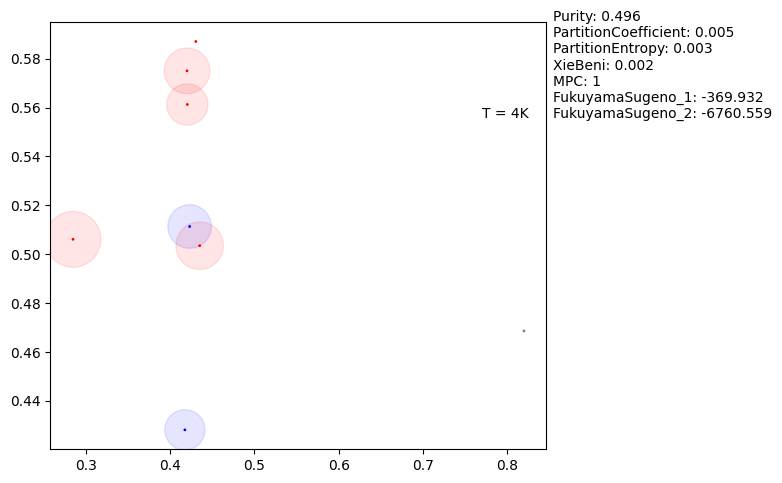 Purity: 0.496
PartitionCoefficient: 0.005
PartitionEntropy: 0.003
XieBeni: 0.002
MPC: 1
FukuyamaSugeno_1: -369.932
FukuyamaSugeno_2: -6760.559
T = 4K
0.58
0.56
0.54
0.52
0.50
0.48
0.46
0.44
0.3 0.4 0.5 0.6 0.7 0.8